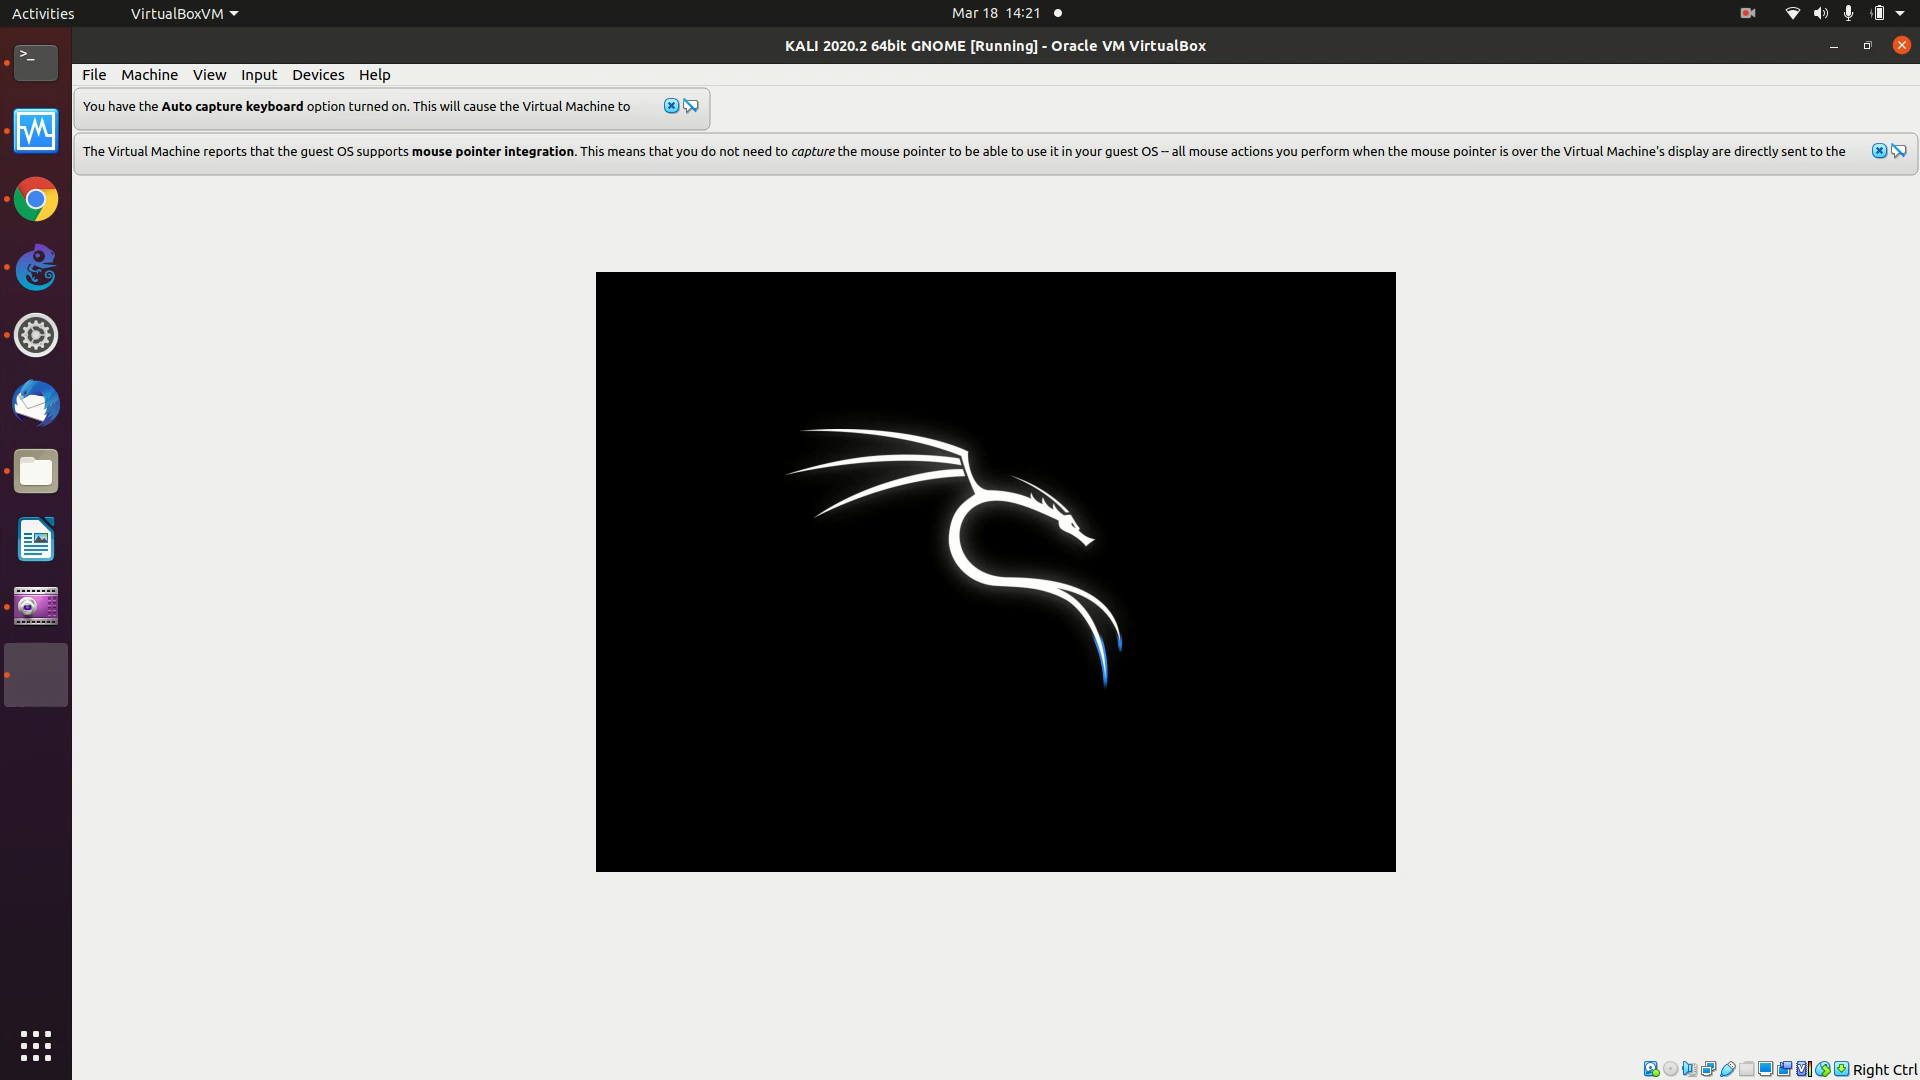 Activities
VirtualBoxVM
Mar 18 14:21
KALI 2020.2 64bit GNOME [Running] - Oracle VM VirtualBox
File Machine View Input Devices Help
You have the Auto capture keyboard option turned on. This will cause the Virtual Machine to
The Virtual Machine reports that the guest OS supports mouse pointer integration. This means that you do not need to capture the mouse pointer to be able to use it in your guest OS -- all mouse actions you perform when the mouse pointer is over the Virtual Machine's display are directly sent to the
Right Ctrl